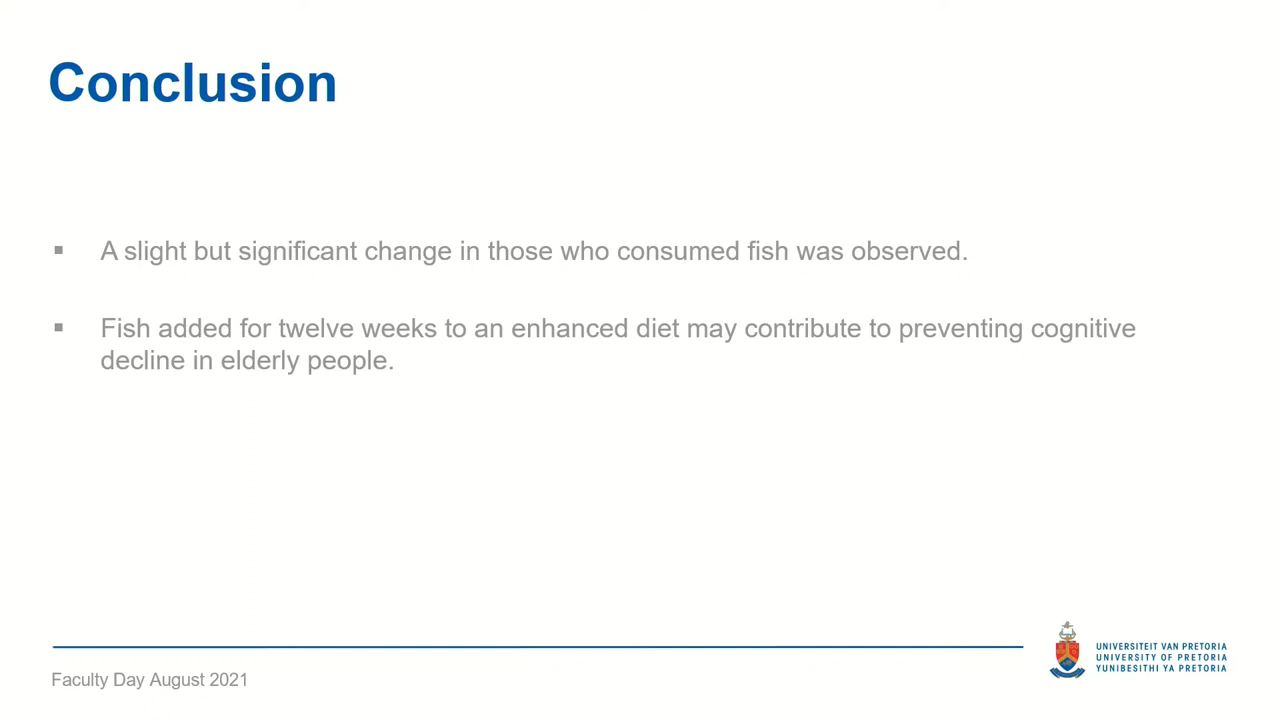 Conclusion
▪ A slight but significant change in those who consumed fish was observed.
▪ Fish added for twelve weeks to an enhanced diet may contribute to preventing cognitive
decline in elderly people.
Faculty Day August 2021
UNIVERSITEIT VAN PRETORIA
UNIVERSITY OF PRETORIA
YUNIBESITHI YA PRETORIA